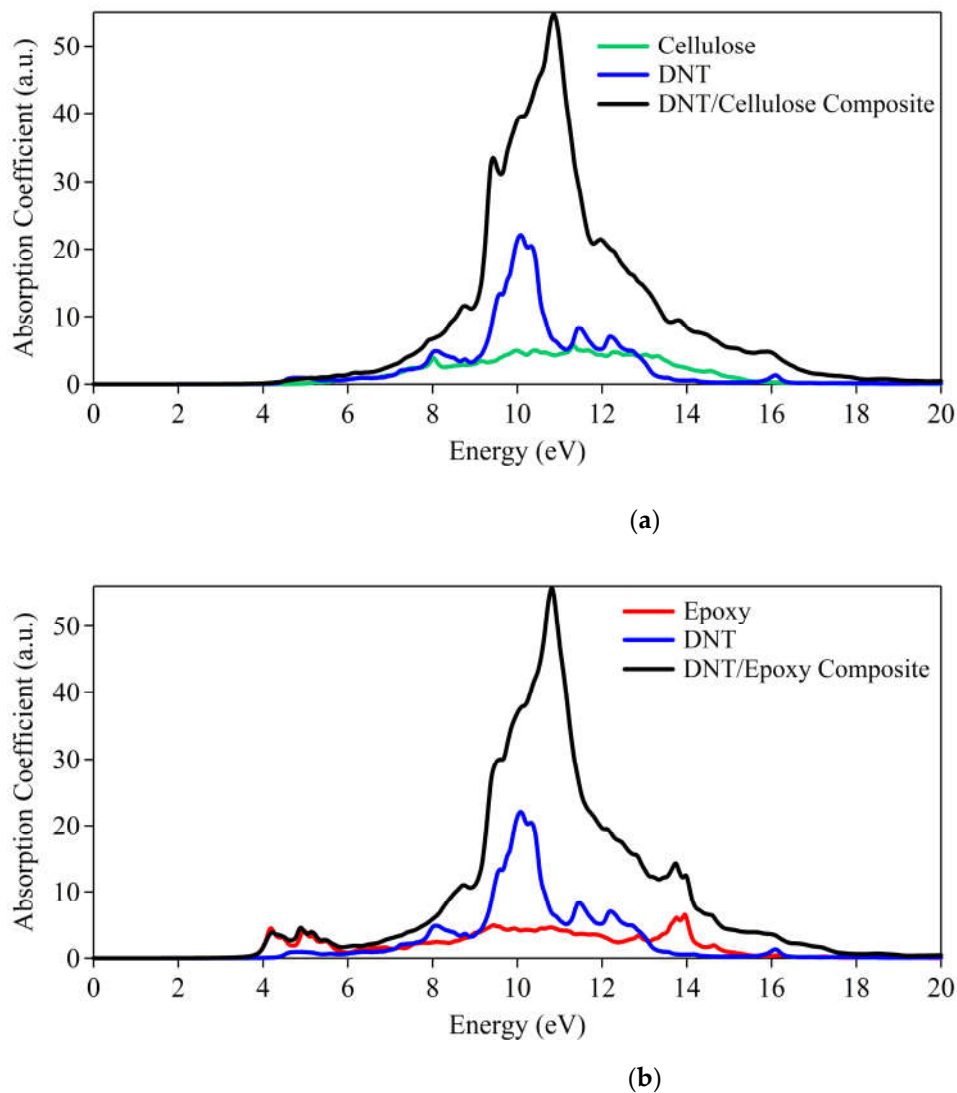 50
40
30
20
10
0
Absorption Coefficient (a.u.)
Cellulose
DNT
DNT/Cellulose Composite
0 2 4 6 8 10 12 14 16 18 20
Energy (eV)
(a)
50
40
30
20
10
0
Absorption Coefficient (a.u.)
Epoxy
DNT
DNT/Epoxy Composite
0 2 4 6 8 10 12 14 16 18 20
Energy (eV)
(b)